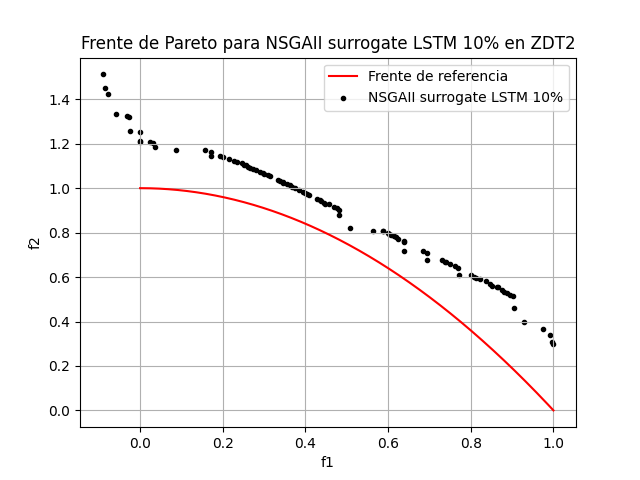 Frente de Pareto para NSGAII surrogate LSTM 10% en ZDT2
Frente de referencia
NSGAII surrogate LSTM 10%
1.4
1.2
1.0
0.8
0.6
0.4
0.2
0.0
f2
0.0 0.2 0.4 0.6 0.8 1.0
f1